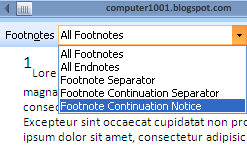 computer1001.blogspot.com
Footnotes All Footnotes
All Footnotes
All Endnotes
Footnote Separator
Footnote Continuation Separator
Footnote Continuation Notice
1 Lore
magna
consec
Excepteur sint occaecat cupidatat non pro
ipsum dolor sit amet, consectetur adipisic